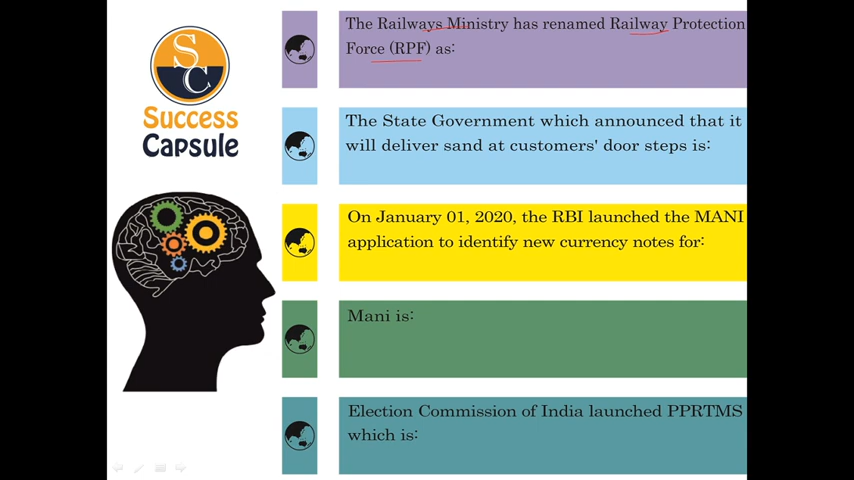 SC
Success
Capsule
The Railways Ministry has renamed Railway Protection
Force (RPF) as:
The State Government which announced that it
will deliver sand at customers' door steps is:
On January 01, 2020, the RBI launched the MANI
application to identify new currency notes for:
Mani is:
Election Commission of India launched PPRTMS
which is: